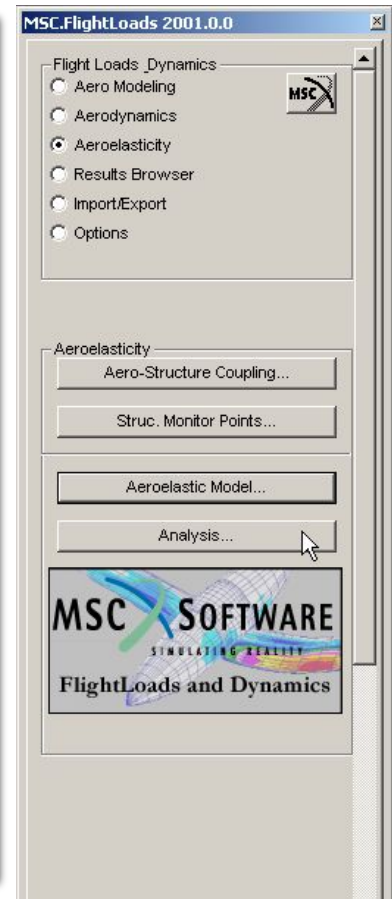 MSC.FlightLoads 2001.0.0
Flight Loads _Dynamics
Aero Modeling
MSC
Aerodynamics
Aeroelasticity
Results Browser
Import/Export
Options
Aeroelasticity
Aero-Structure Coupling...
Struc. Monitor Points...
Aeroelastic Model...
Analysis...
MSC SOFTWARE
SIMULATING REALITY
FlightLoads and Dynamics